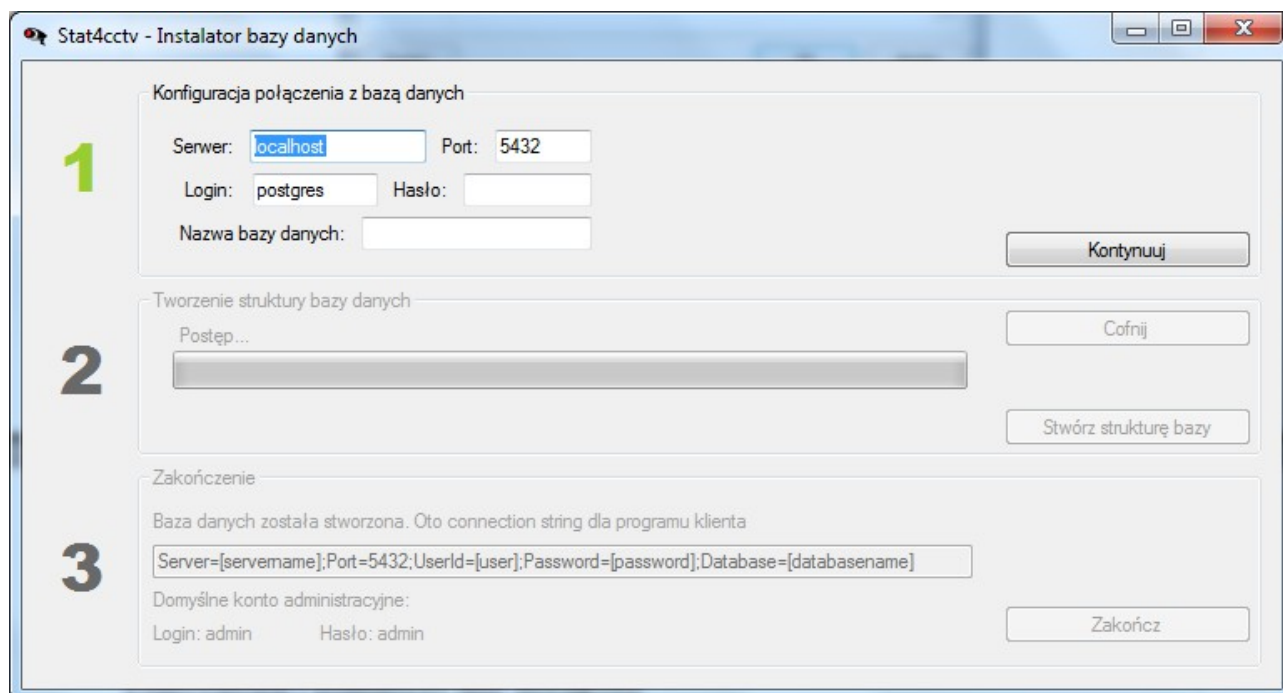 Stat4cctv - Instalator bazy danych
1
Konfiguracja połączenia z bazą danych
Serwer: localhost Port: 5432
Login: postgres Hasło:
Nazwa bazy danych:
Kontynuuj
2
Tworzenie struktury bazy danych
Postęp...
Cofnij
Stwórz strukturę bazy
3
Zakończenie
Baza danych została stworzona. Oto connection string dla programu klienta
Server=[servername];Port=5432;UserId=[user];Password=[password];Database=[databasename]
Domyślne konto administracyjne:
Login: admin Hasło: admin
Zakończ